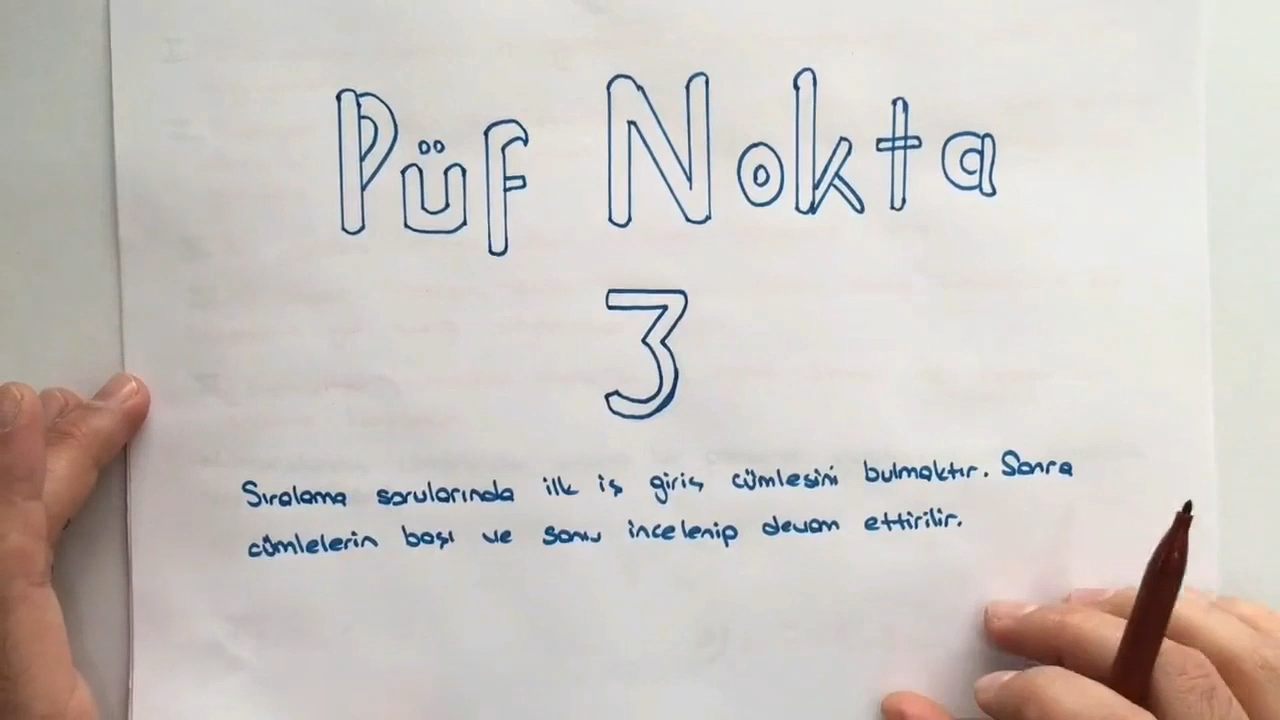 Püf Nokta
3
Sıralama sorularında ilk iş giriş cümlesini bulmaktır. Sonra
cümlelerin başı ve sonu incelenip devam ettirilir.